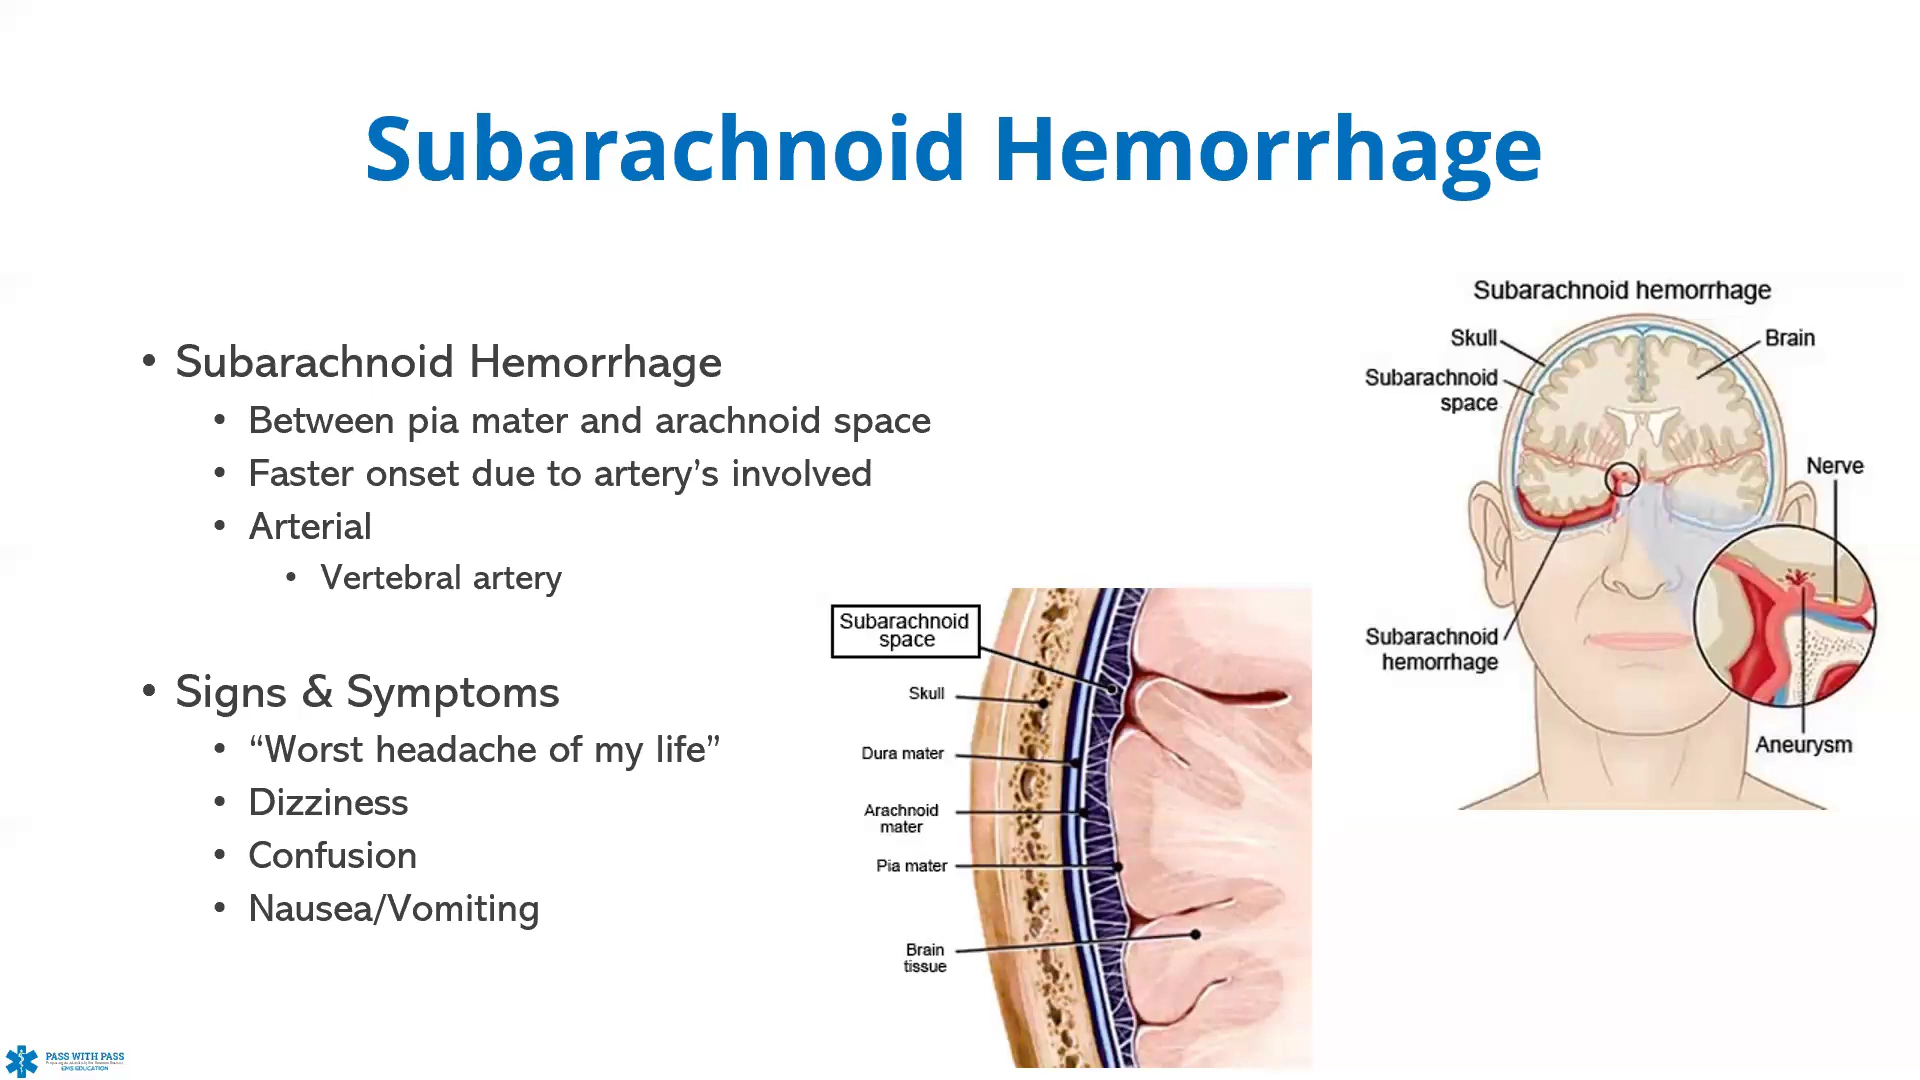 Subarachnoid Hemorrhage
• Subarachnoid Hemorrhage
• Between pia mater and arachnoid space
• Faster onset due to artery’s involved
• Arterial
• Vertebral artery
• Signs & Symptoms
• “Worst headache of my life”
• Dizziness
• Confusion
• Nausea/Vomiting
Subarachnoid
space
Skull
Dura mater
Arachnoid
mater
Pia mater
Brain
tissue
Subarachnoid hemorrhage
Skull
Brain
Subarachnoid
space
Nerve
Subarachnoid
hemorrhage
Aneurysm
PASS WITH PASS
EMS EDUCATION